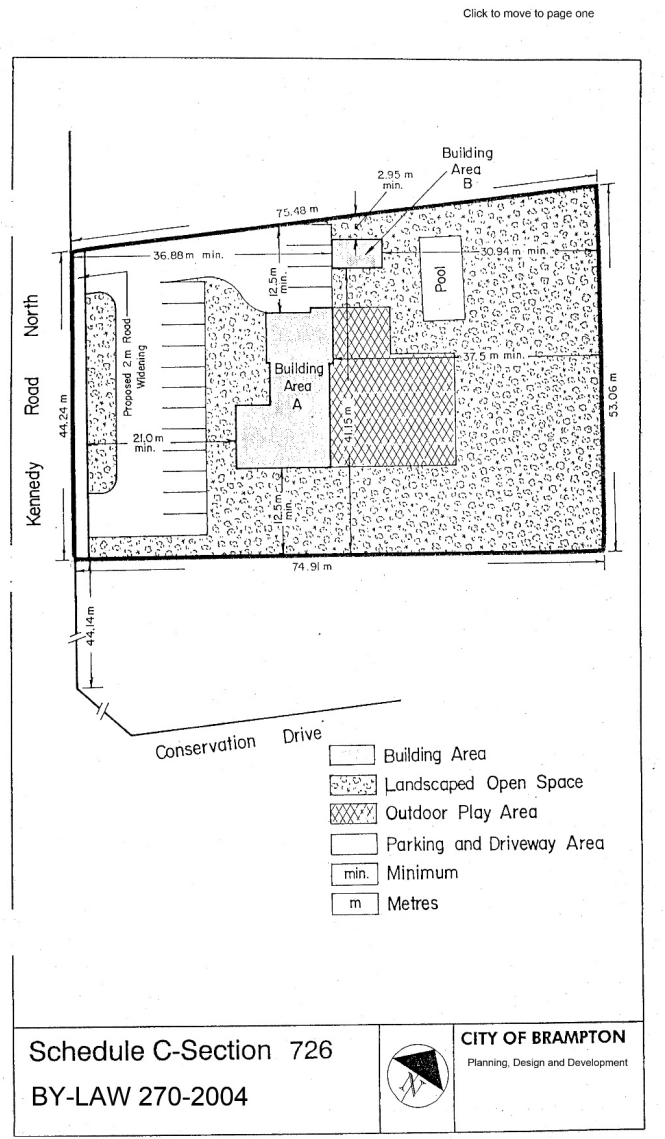 Click to move to page one
Building
Area
B
2.95 m
min.
75.48 m
36.88 m min.
30.94 m min.
12.5m
min.
Pool
Proposed 2 m Road
Widening
Kennedy Road North
44.24 m
Building
Area
A
37.5 m min.
53.06 m
41.15 m
min.
21.0 m
min.
12.5m
min.
74.91 m
44.14m
Conservation Drive
Building Area
Landscaped Open Space
Outdoor Play Area
Parking and Driveway Area
min. Minimum
m Metres
Schedule C-Section 726
BY-LAW 270-2004
N
CITY OF BRAMPTON
Planning, Design and Development